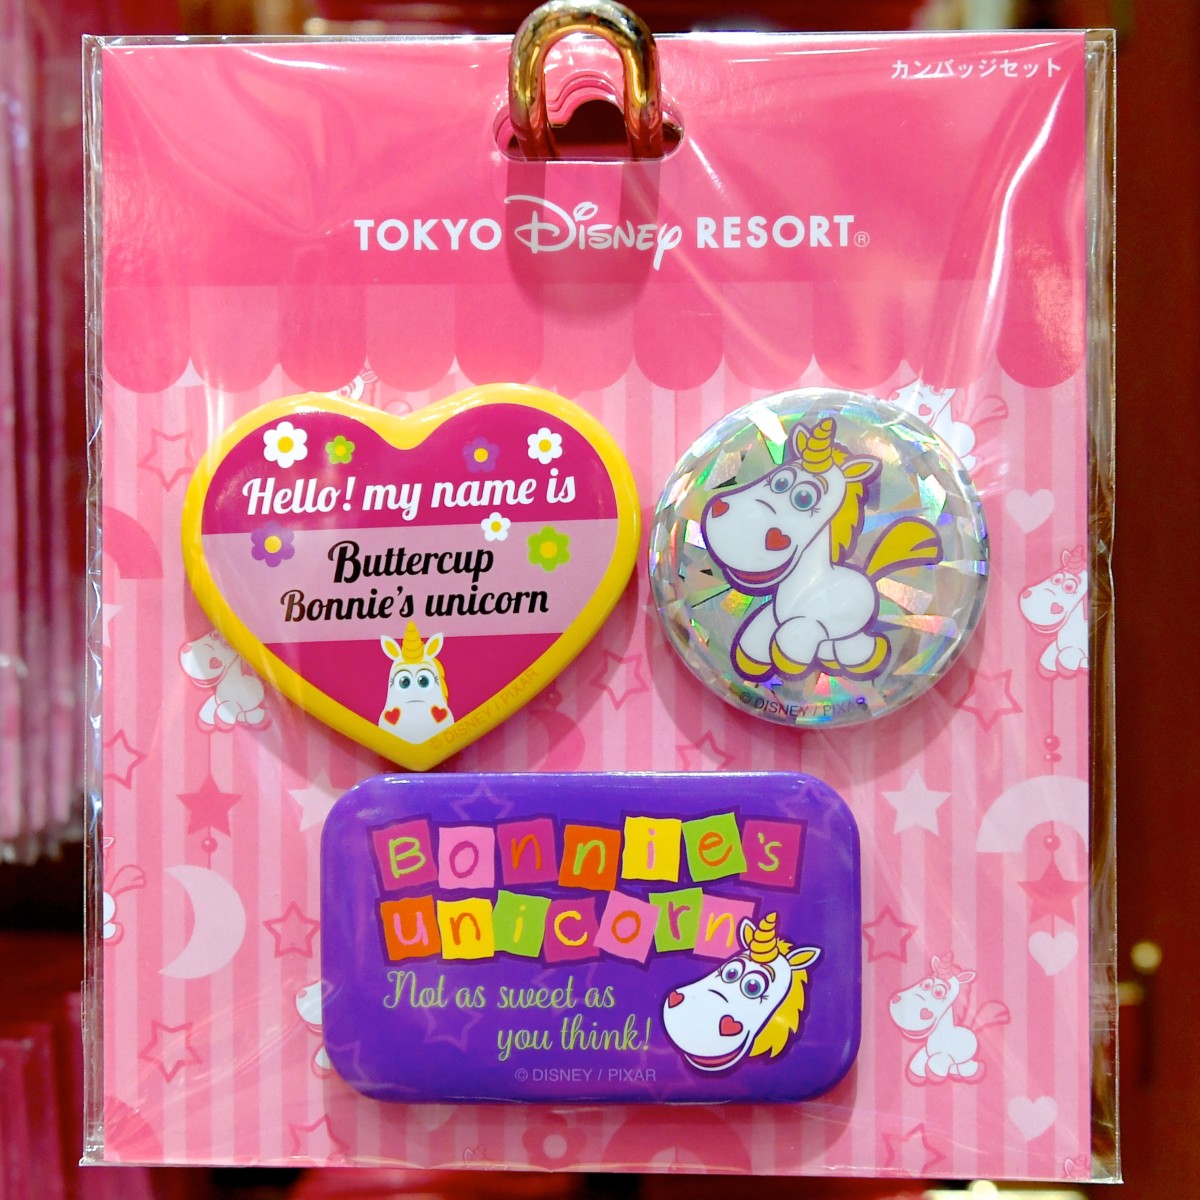 カンバッジセット
TOKYO Disney RESORT®
Hello! my name is
Buttercup
Bonnie's unicorn
© DISNEY / PIXAR
© DISNEY / PIXAR
Bonnie's
unicorn
Not as sweet as
you think!
© DISNEY / PIXAR